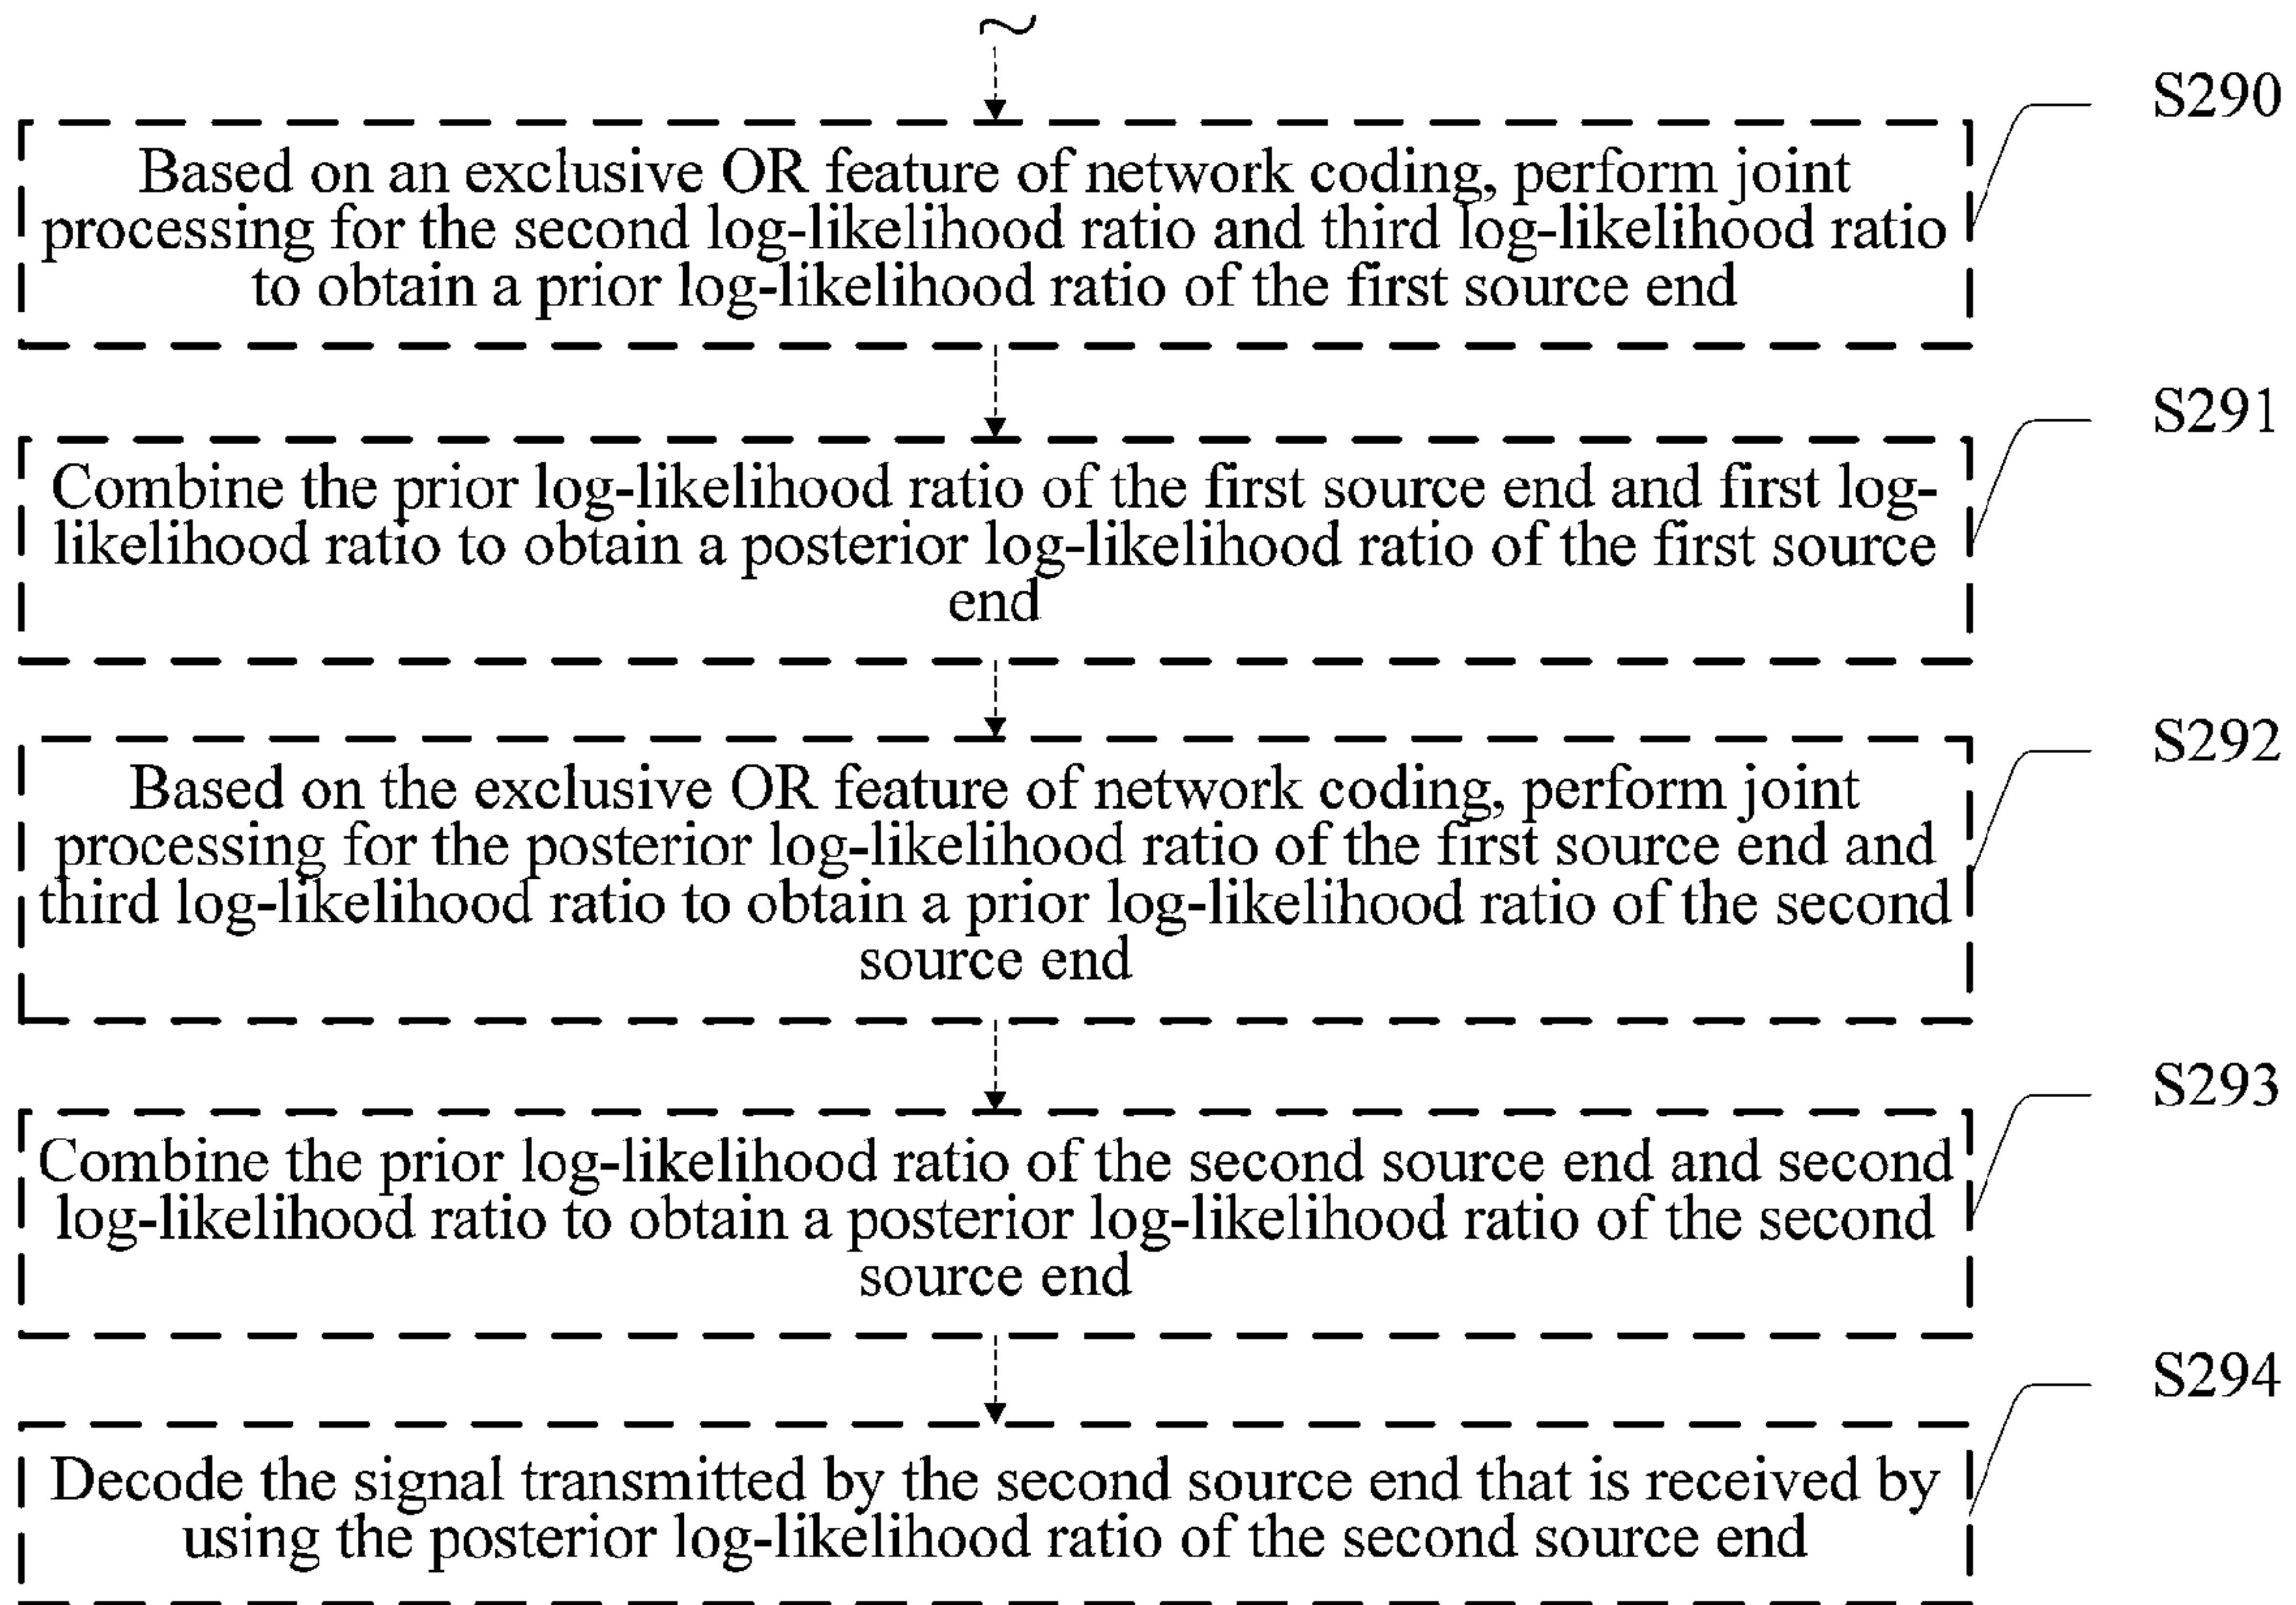 S290
Based on an exclusive OR feature of network coding, perform joint
processing for the second log-likelihood ratio and third log-likelihood ratio
to obtain a prior log-likelihood ratio of the first source end
S291
Combine the prior log-likelihood ratio of the first source end and first log-
likelihood ratio to obtain a posterior log-likelihood ratio of the first source
end
S292
Based on the exclusive OR feature of network coding, perform joint
processing for the posterior log-likelihood ratio of the first source end and
third log-likelihood ratio to obtain a prior log-likelihood ratio of the second
source end
S293
Combine the prior log-likelihood ratio of the second source end and second
log-likelihood ratio to obtain a posterior log-likelihood ratio of the second
source end
S294
Decode the signal transmitted by the second source end that is received by
using the posterior log-likelihood ratio of the second source end